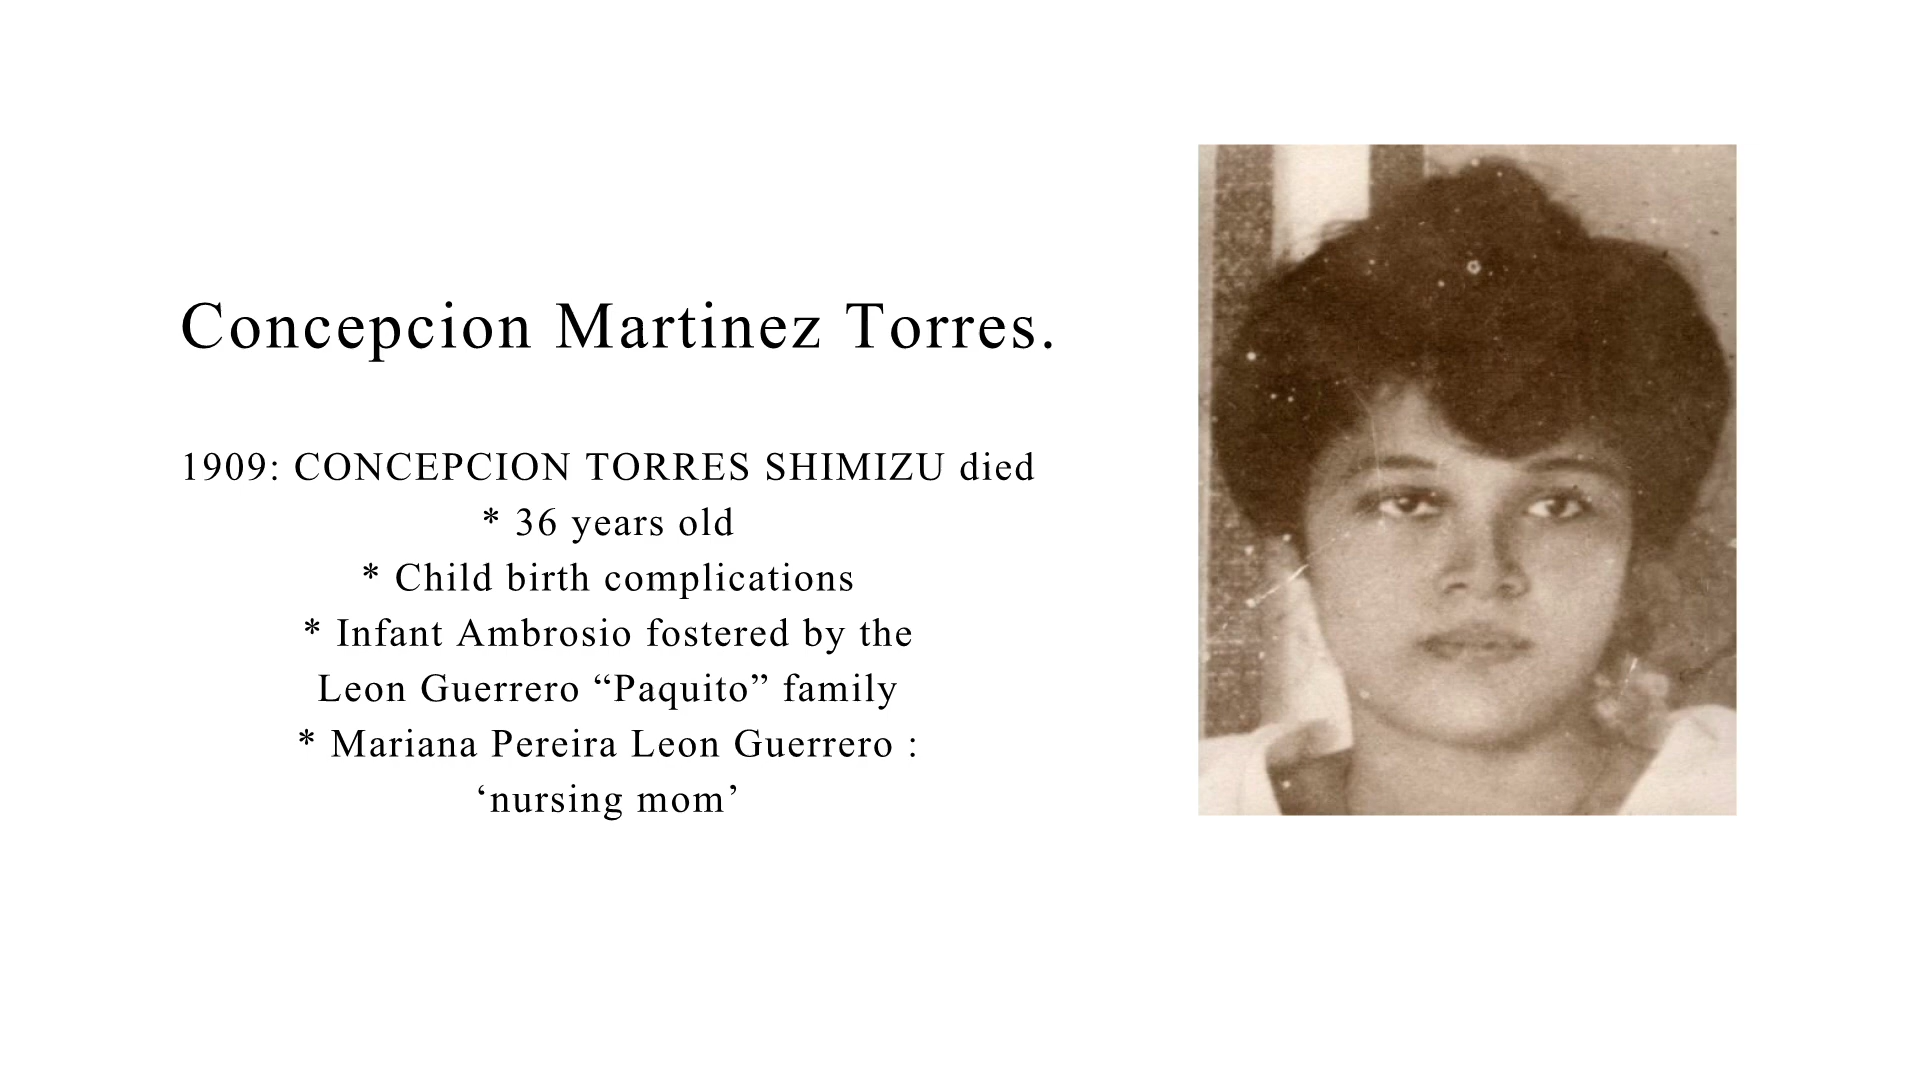 Concepcion Martinez Torres.
1909: CONCEPCION TORRES SHIMIZU died
* 36 years old
* Child birth complications
* Infant Ambrosio fostered by the
Leon Guerrero “Paquito” family
* Mariana Pereira Leon Guerrero :
‘nursing mom’